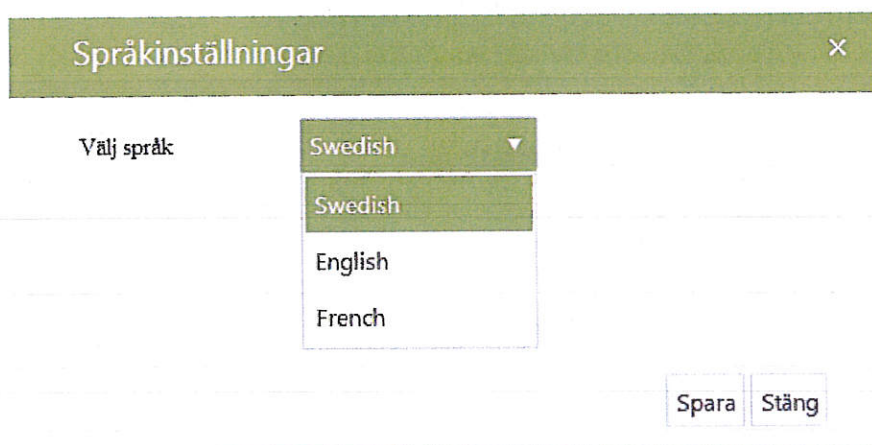 Språkinställningar ×
Välj språk Swedish ▼
Swedish
English
French
Spara Stäng